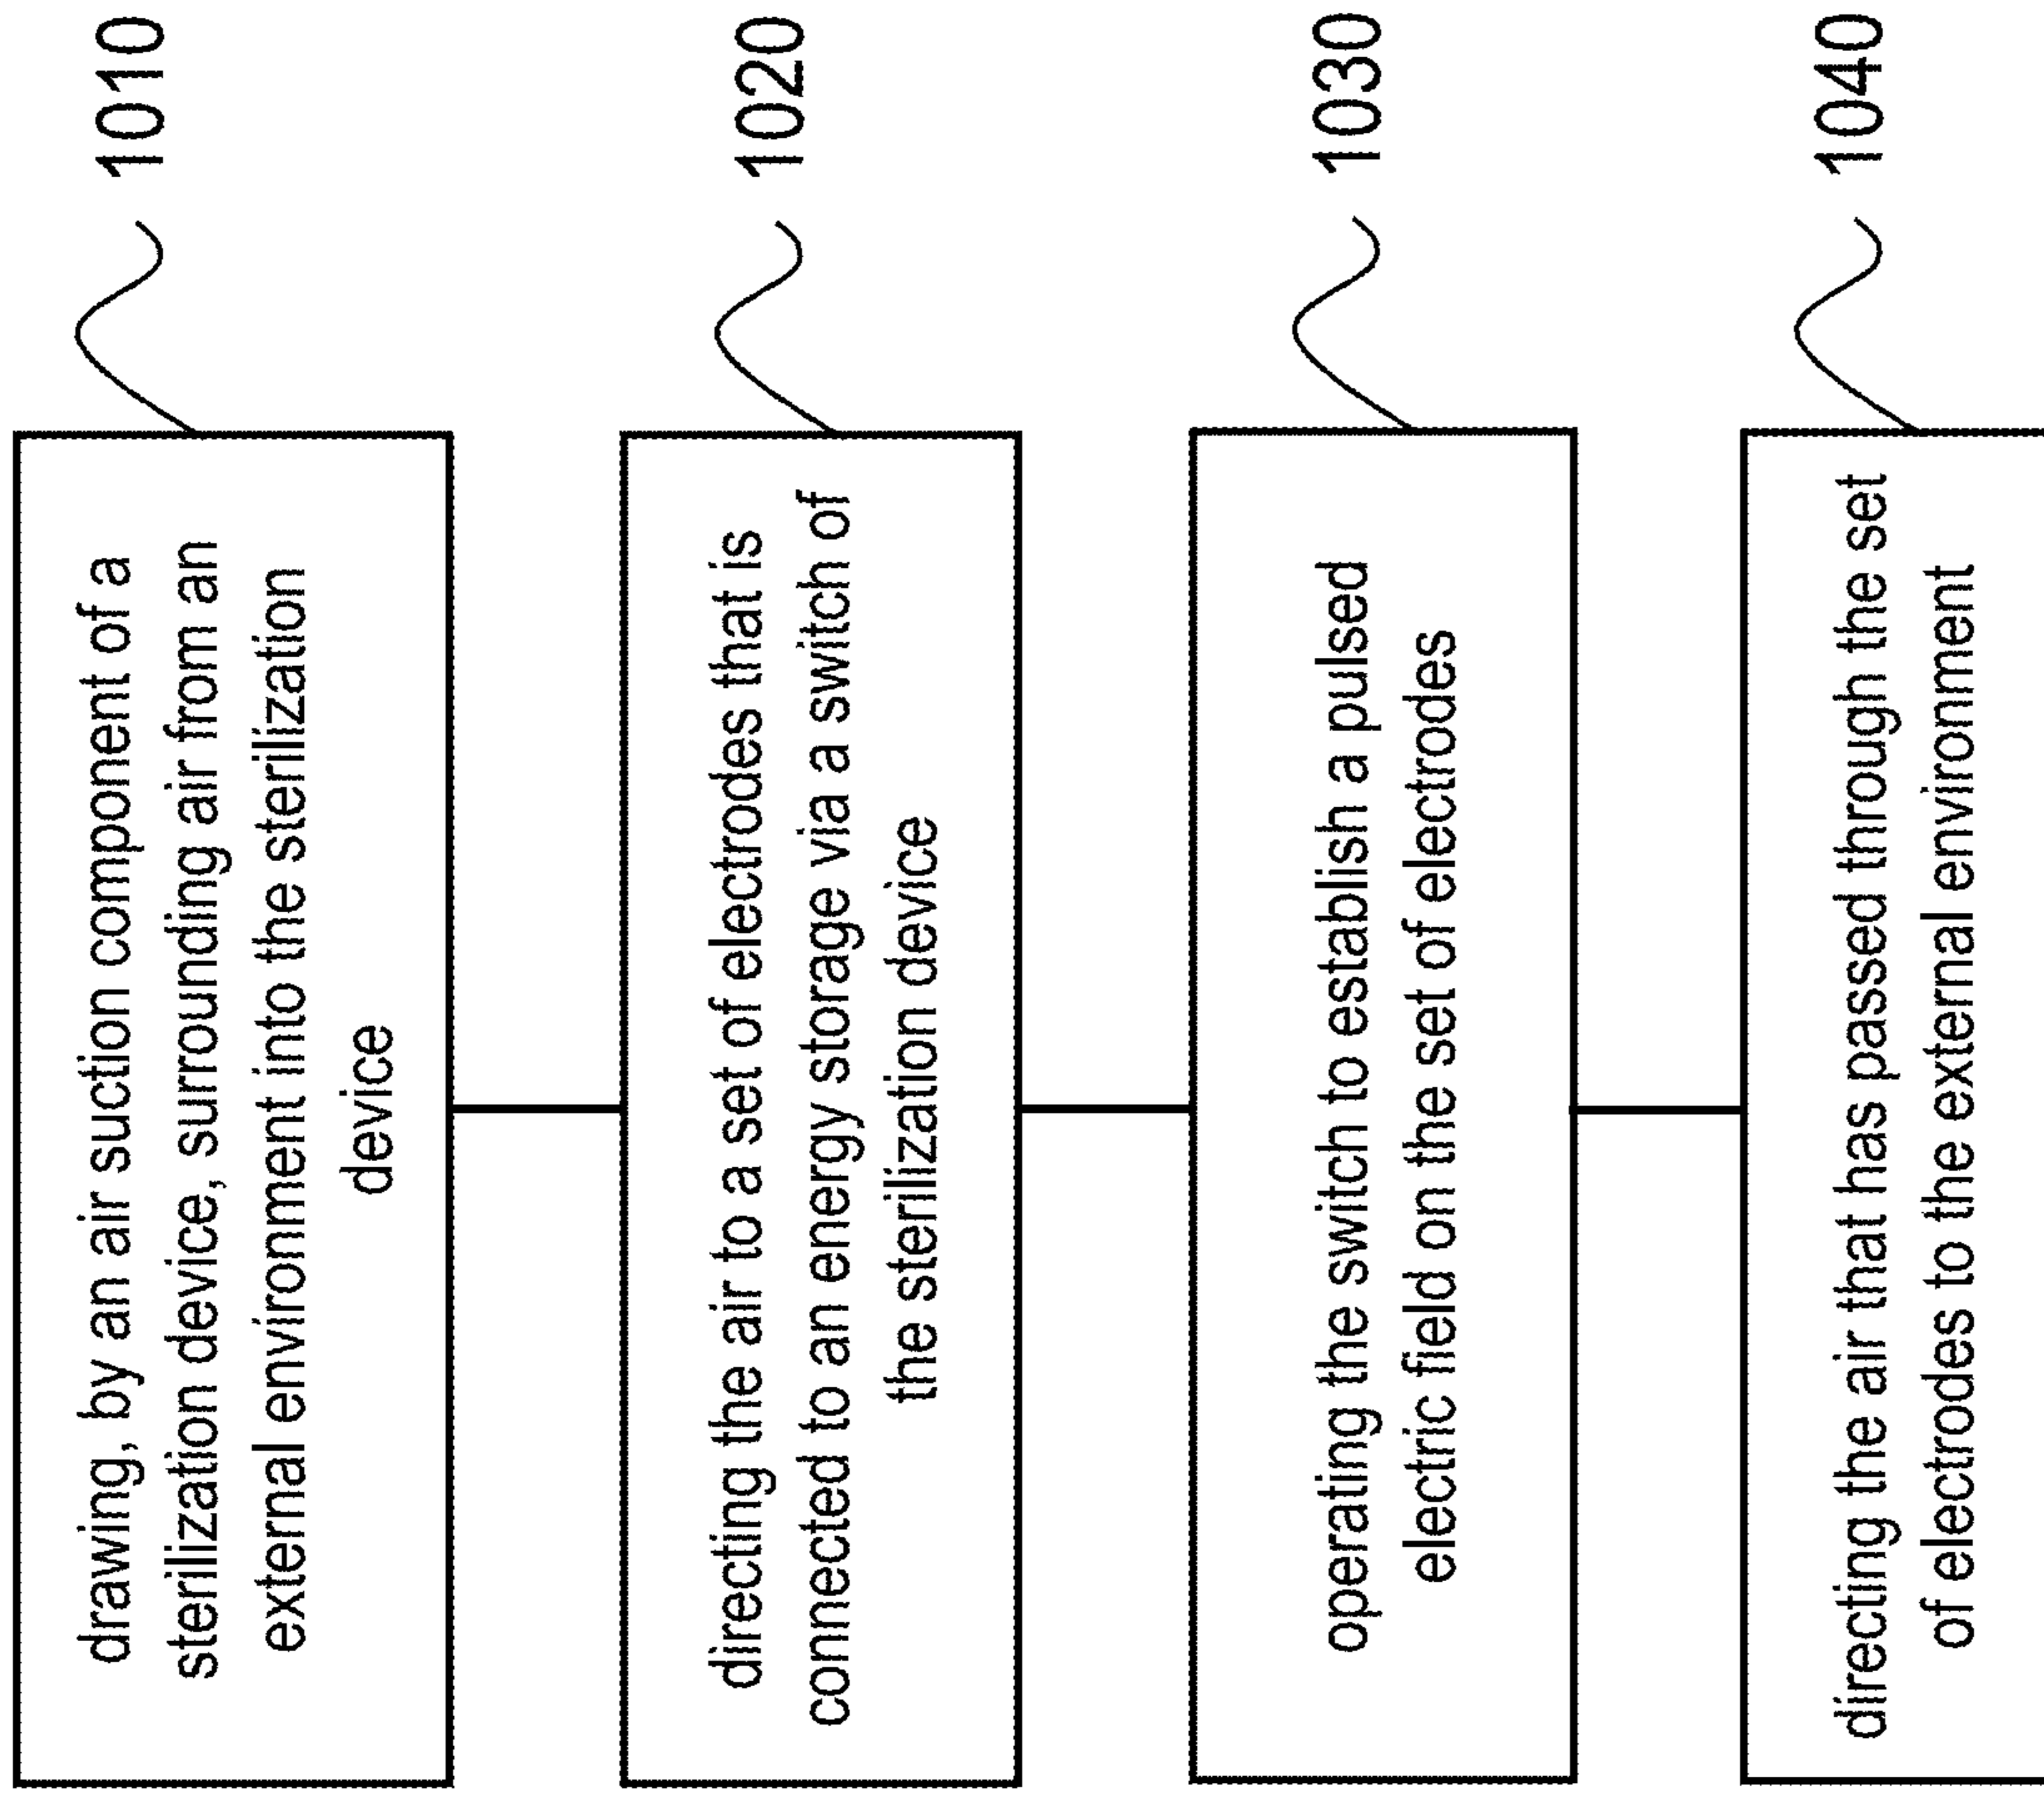 drawing, by an air suction component of a
sterilization device, surrounding air from an
external environment into the sterilization
device
1010
directing the air to a set of electrodes that is
connected to an energy storage via a switch of
the sterilization device
1020
operating the switch to establish a pulsed
electric field on the set of electrodes
1030
directing the air that has passed through the set
of electrodes to the external environment
1040